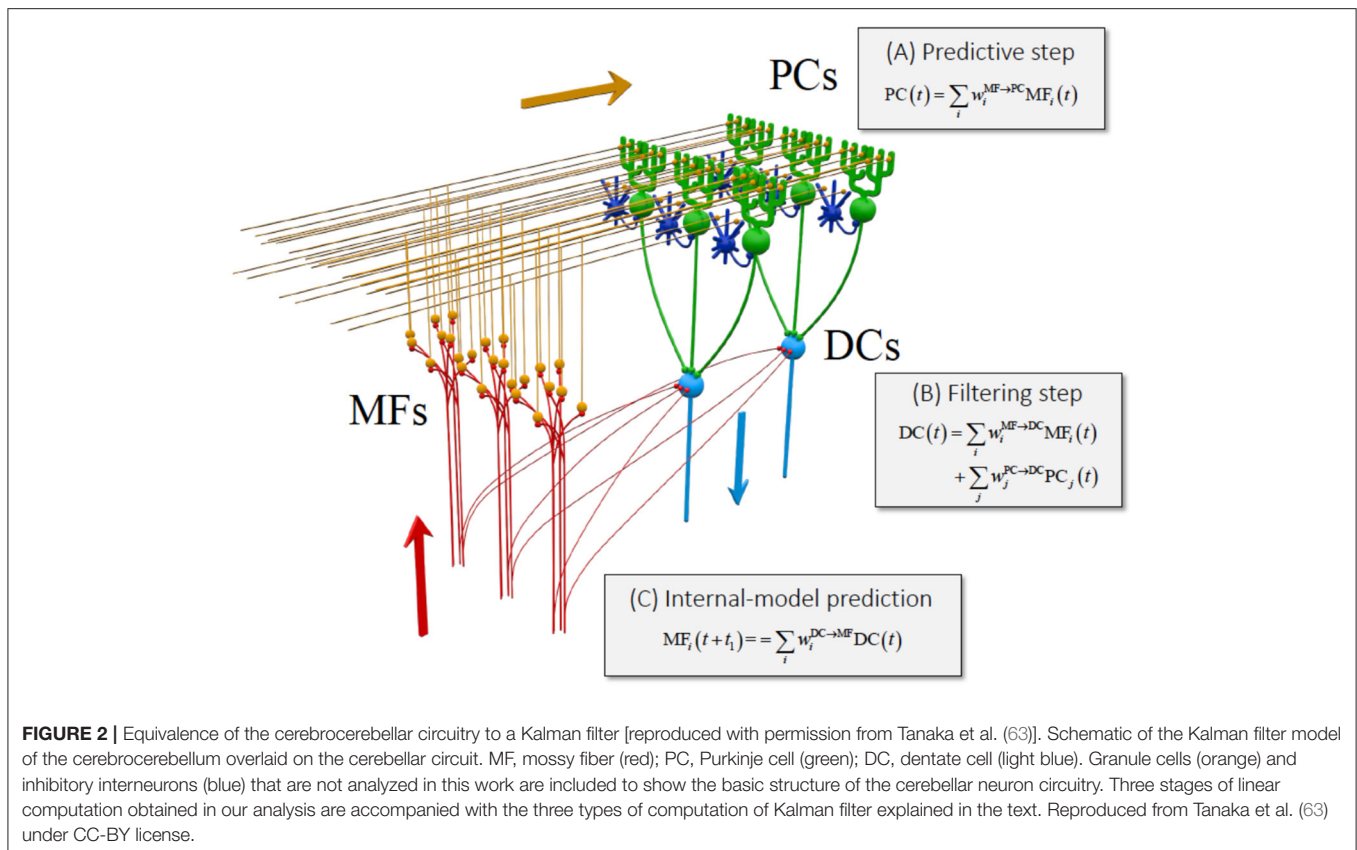 (A) Predictive step
PC(t) = ∑_i w_i^{MF→PC} MF_i(t)
PCs
DCs
MFs
(B) Filtering step
DC(t) = ∑_i w_i^{MF→DC} MF_i(t)
+ ∑_j w_j^{PC→DC} PC_j(t)
(C) Internal-model prediction
MF_i(t+t_1) = = ∑_i w_i^{DC→MF} DC(t)
FIGURE 2 | Equivalence of the cerebrocerebellar circuitry to a Kalman filter [reproduced with permission from Tanaka et al. (63)]. Schematic of the Kalman filter model
of the cerebrocerebellum overlaid on the cerebellar circuit. MF, mossy fiber (red); PC, Purkinje cell (green); DC, dentate cell (light blue). Granule cells (orange) and
inhibitory interneurons (blue) that are not analyzed in this work are included to show the basic structure of the cerebellar neuron circuitry. Three stages of linear
computation obtained in our analysis are accompanied with the three types of computation of Kalman filter explained in the text. Reproduced from Tanaka et al. (63)
under CC-BY license.